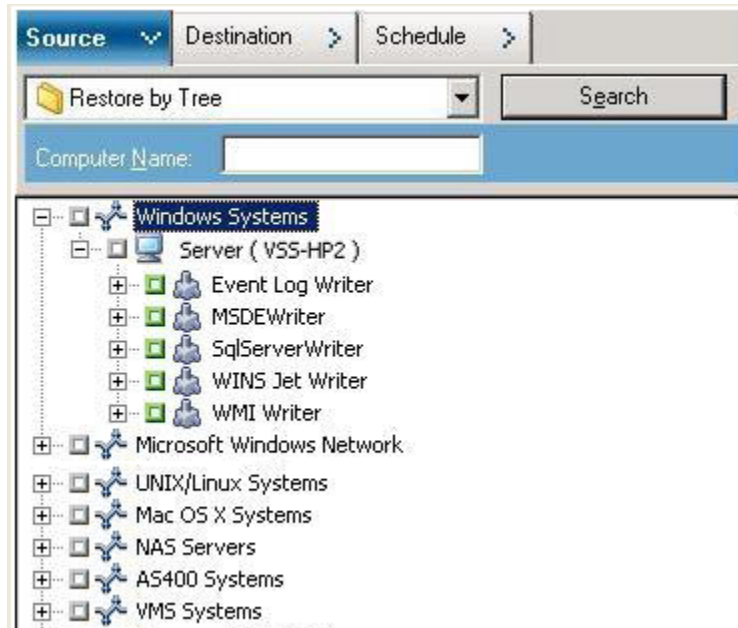 Source Destination Schedule
Restore by Tree Search
Computer Name:
Windows Systems
Server ( VSS-HP2 )
Event Log Writer
MSDEWriter
SqlServerWriter
WINS Jet Writer
WMI Writer
Microsoft Windows Network
UNIX/Linux Systems
Mac OS X Systems
NAS Servers
AS400 Systems
VMS Systems